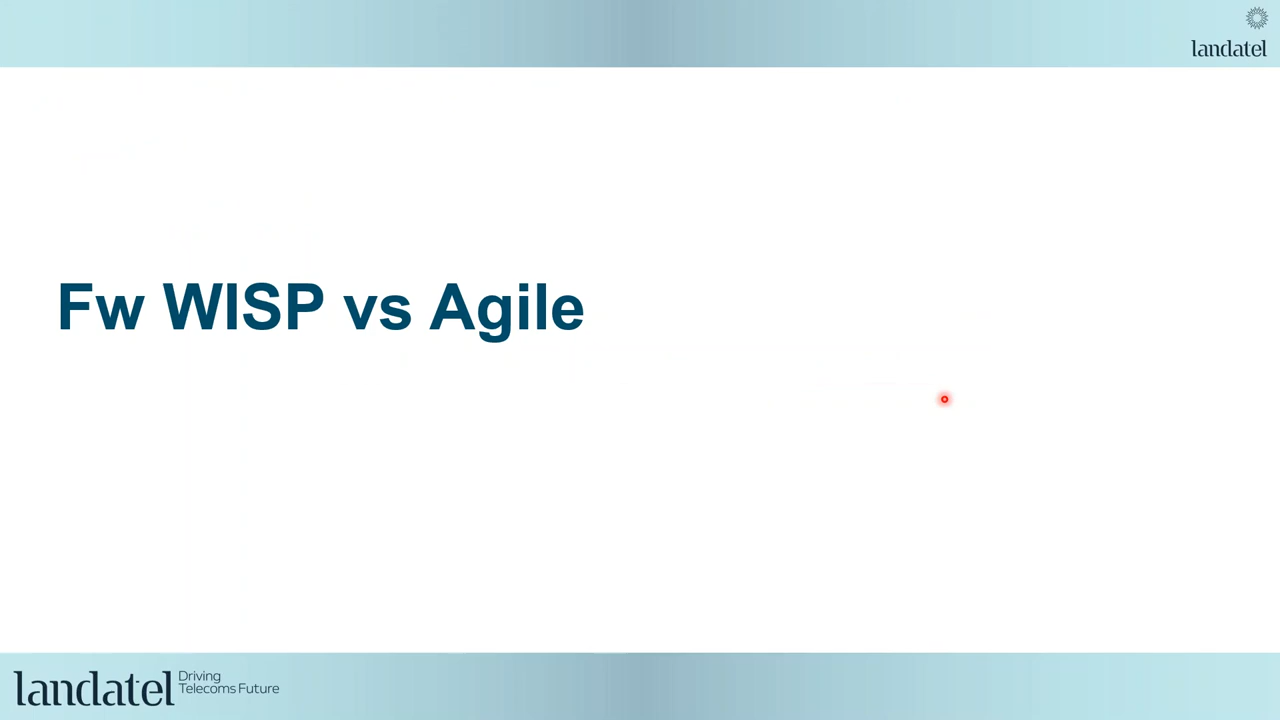 landatel
Fw WISP vs Agile
landatel
Driving
Telecoms Future